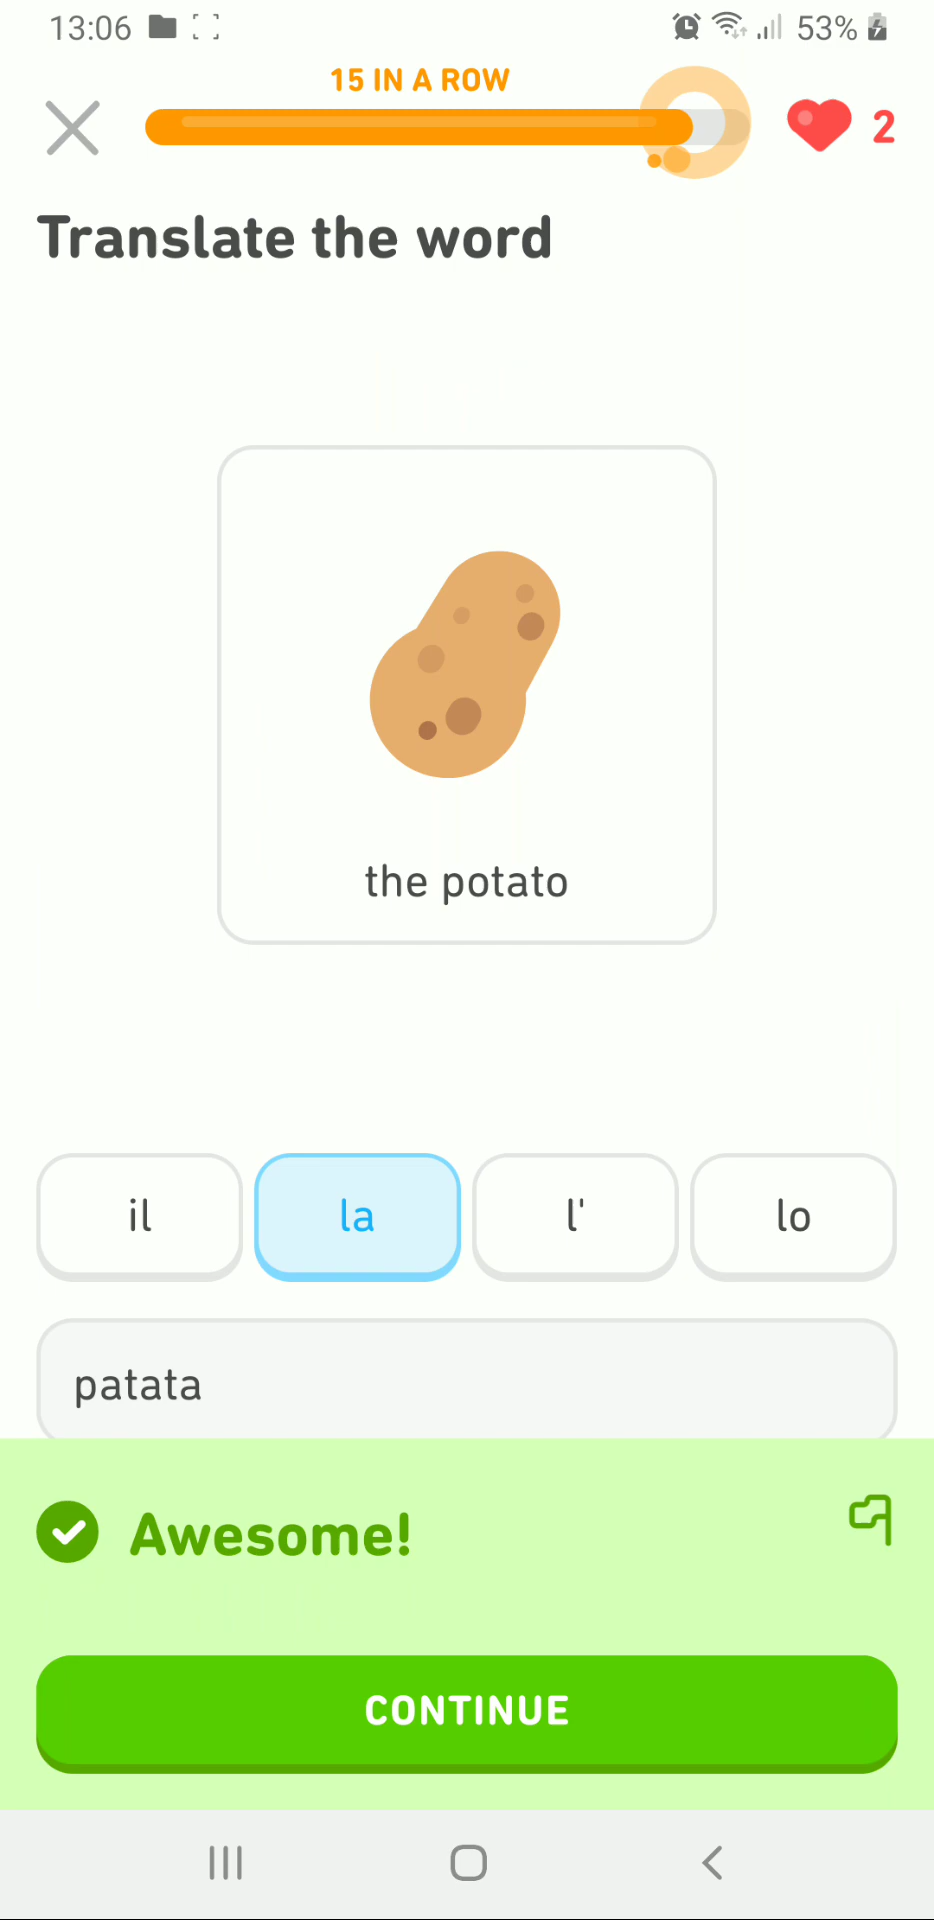 13:06 53%
15 IN A ROW
2
Translate the word
the potato
il la l' lo
patata
Awesome!
CONTINUE